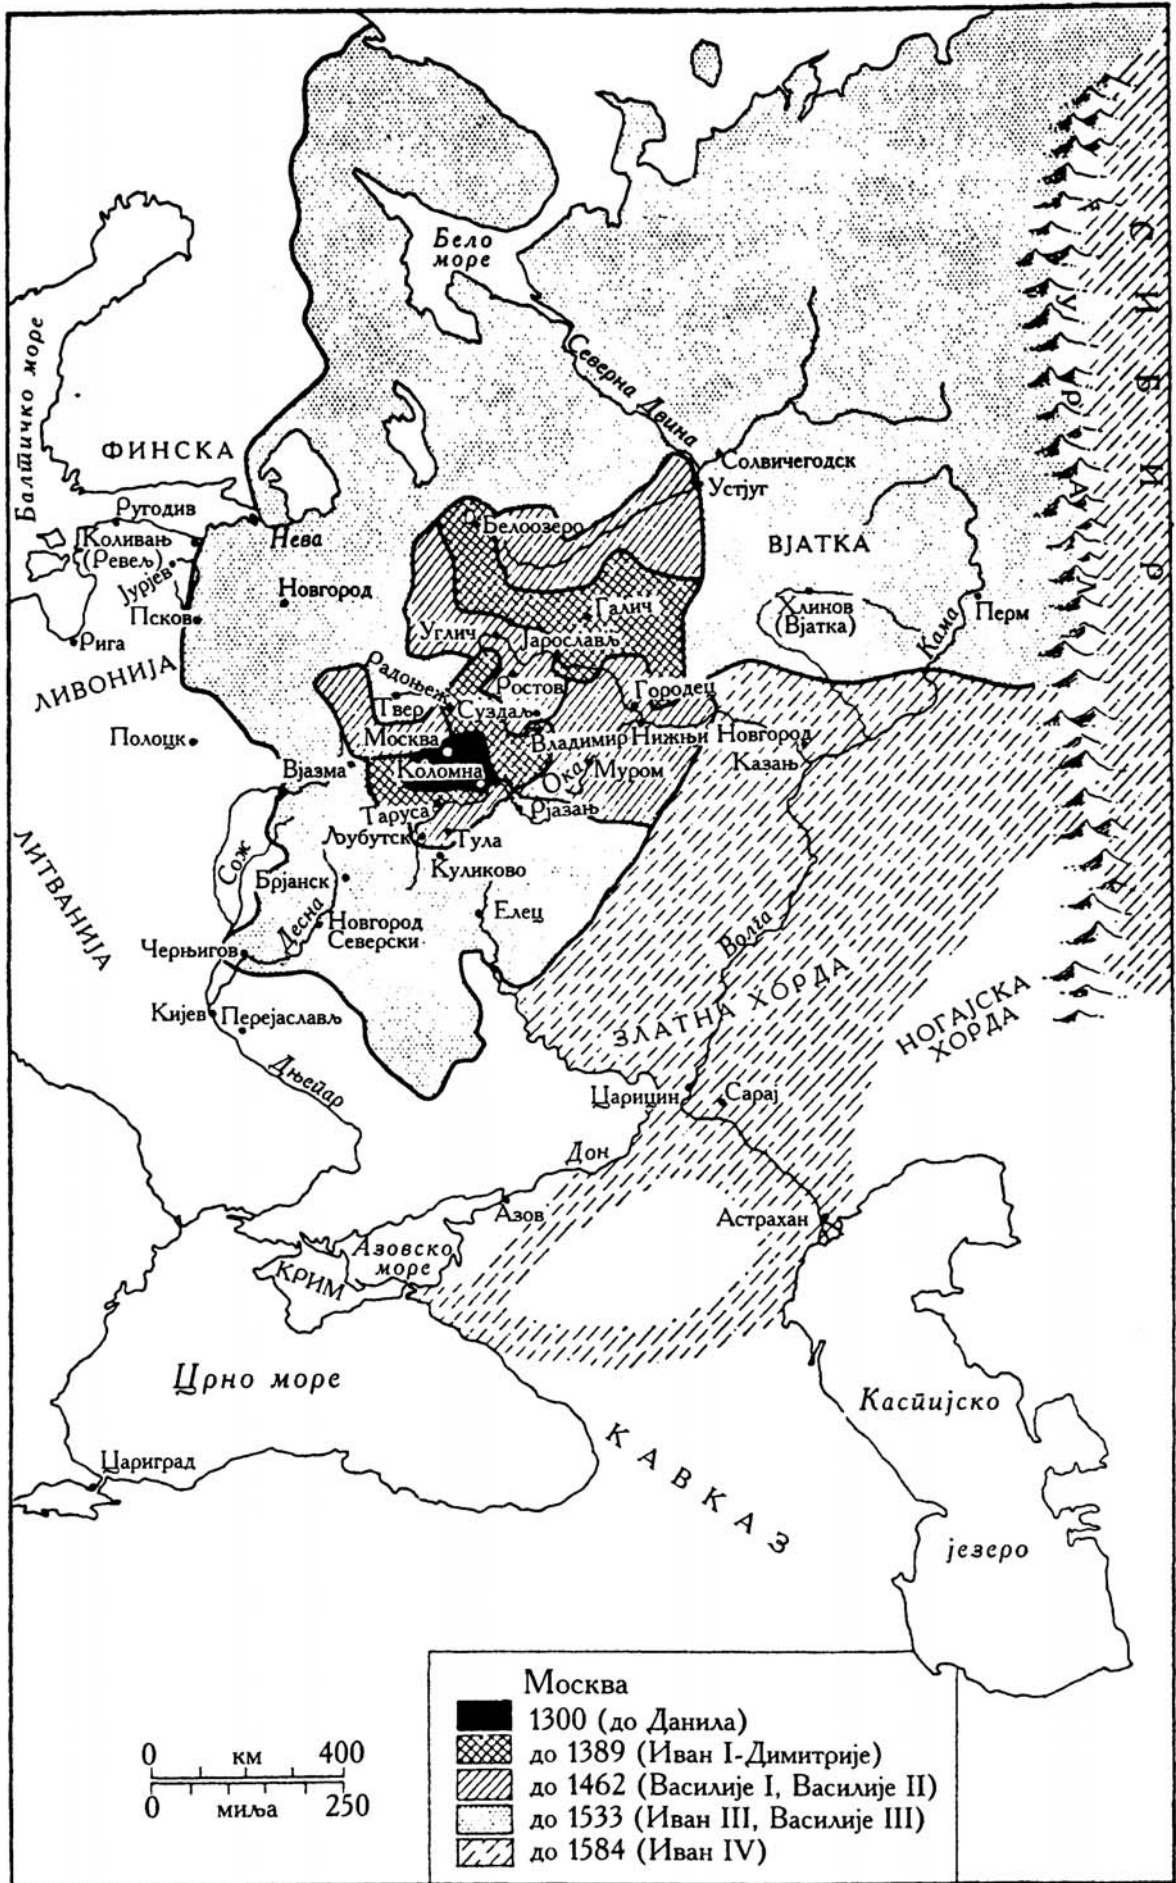 Бело
море
Балтичко море
ФИНСКА
Северна Двина
Солвичегодск
Устјуг
С И Б И Р
У Р А Л
Ругодив
Коливањ
(Ревељ)
Јурјев
Псков
Рига
ЛИВОНИЈА
Нева
Новгород
Белоозеро
ВЈАТКА
Хлинов
(Вјатка)
Кама
Перм
Галич
Углич
Јарославль
Радоњеж
Ростов
Городец
Твер
Суздаљ
Полоцк
Москва
Владимир
Нижњи Новгород
Казањ
Вјазма
Коломна
Ока
Муром
Рјазањ
Таруса
Љубутск
Тула
Куликово
Сож
ЛИТВАНИЈА
Брјанск
Десна
Новгород
Северски
Елец
Волга
Черњигов
Кијев
Перејаславль
ЗЛАТНА ХОРДА
НОГАЈСКА
ХОРДА
Дњепар
Царицин
Сарај
Дон
Азов
Астрахан
Азовско
море
КРИМ
Црно море
Каспијско
језеро
КАВКАЗ
Цариград
Москва
1300 (до Данила)
до 1389 (Иван I-Димитрије)
до 1462 (Василије I, Василије II)
до 1533 (Иван III, Василије III)
до 1584 (Иван IV)
0 км 400
0 миља 250